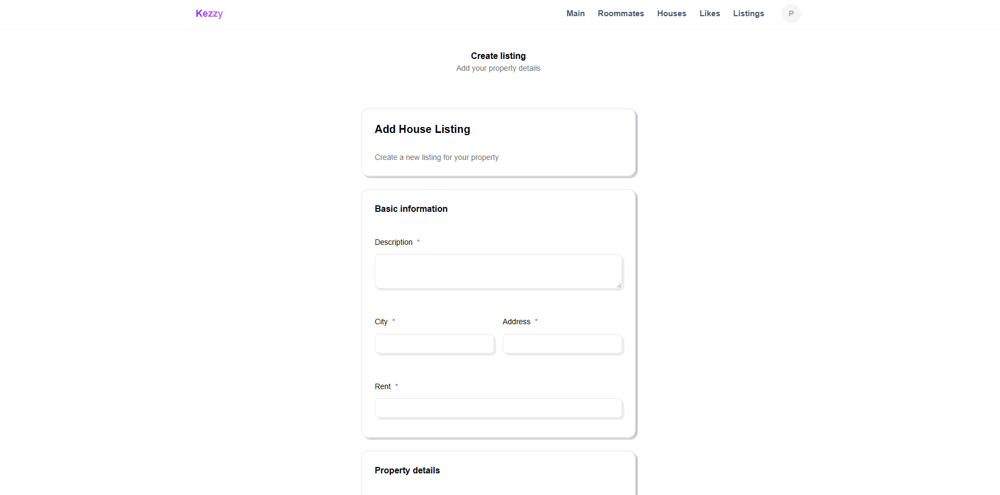 Kezzy Main Roommates Houses Likes Listings P
Create listing
Add your property details
Add House Listing
Create a new listing for your property
Basic information
Description *
City * Address *
Rent *
Property details